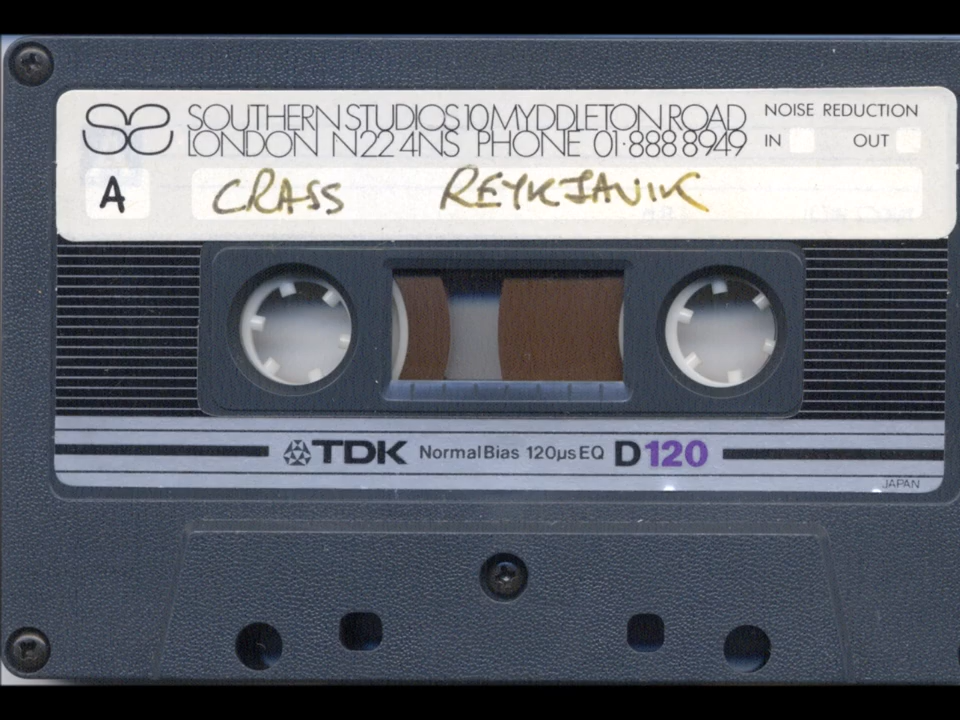 SS SOUTHERN STUDIOS 10 MYDDLETON ROAD
LONDON N22 4NS PHONE 01·888 8949
NOISE REDUCTION
IN OUT
A CRASS REYKJAVIK
TDK Normal Bias 120µs EQ D120
JAPAN